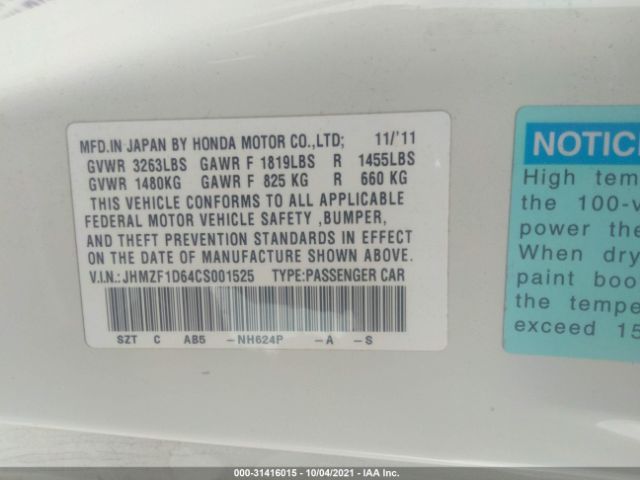 MFD.IN JAPAN BY HONDA MOTOR CO.,LTD; 11/'11
GVWR 3263LBS GAWR F 1819LBS R 1455LBS
GVWR 1480KG GAWR F 825 KG R 660 KG
THIS VEHICLE CONFORMS TO ALL APPLICABLE
FEDERAL MOTOR VEHICLE SAFETY ,BUMPER,
AND THEFT PREVENTION STANDARDS IN EFFECT
ON THE DATE OF MANUFACTURE SHOWN ABOVE.
V.I.N.: JHMZF1D64CS001525 TYPE:PASSENGER CAR
SZT C AB5 -NH624P -A -S
NOTICE
High tem
the 100-v
power the
When dry
paint boo
the tempe
exceed 15
000-31416015 - 10/04/2021 - IAA Inc.